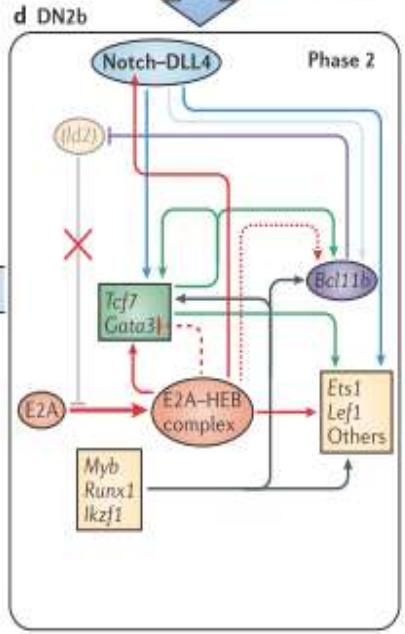 d DN2b
Notch–DLL4
Phase 2
(Id2)
Bcl11b
Tcf7
Gata3
E2A
E2A–HEB
complex
Ets1
Lef1
Others
Myb
Runx1
Ikzf1